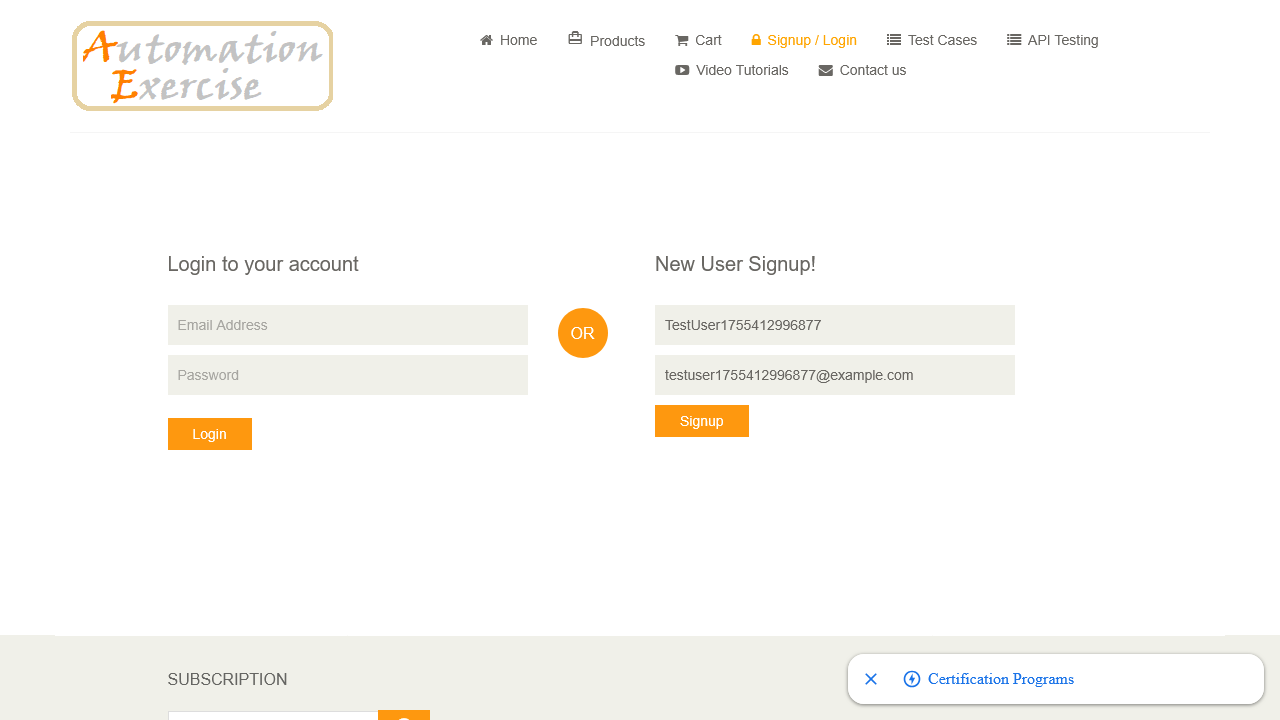 Automation
Exercise
Home
Products
Cart
Signup / Login
Test Cases
API Testing
Video Tutorials
Contact us
Login to your account
Email Address
Password
Login
OR
New User Signup!
TestUser1755412996877
testuser1755412996877@example.com
Signup
SUBSCRIPTION
Certification Programs